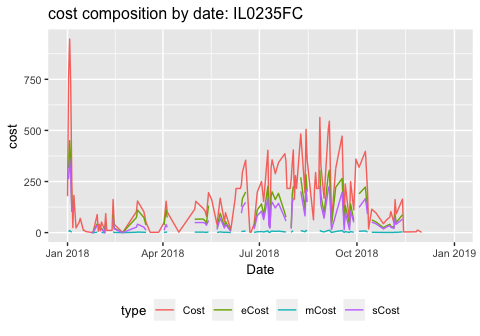 cost composition by date: IL0235FC
cost
750
500
250
0
Jan 2018 Apr 2018 Jul 2018 Oct 2018 Jan 2019
Date
type Cost eCost mCost sCost